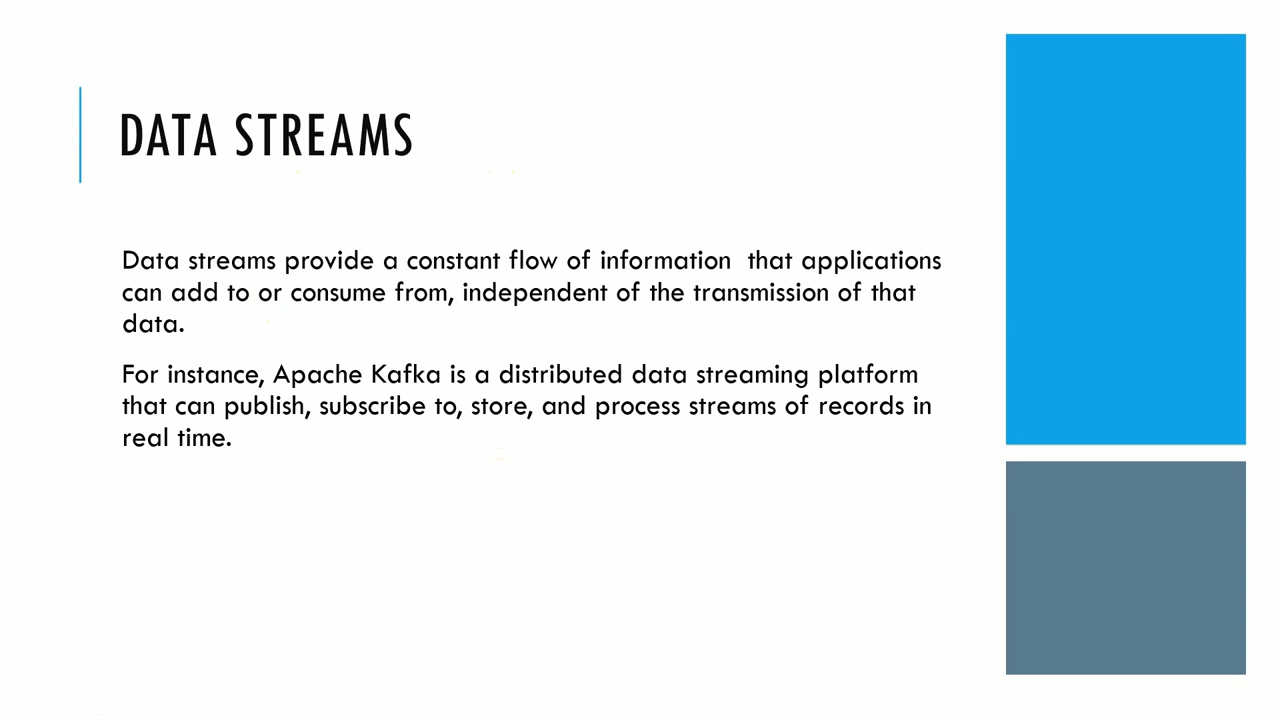 DATA STREAMS
Data streams provide a constant flow of information  that applications
can add to or consume from, independent of the transmission of that
data.
For instance, Apache Kafka is a distributed data streaming platform
that can publish, subscribe to, store, and process streams of records in
real time.